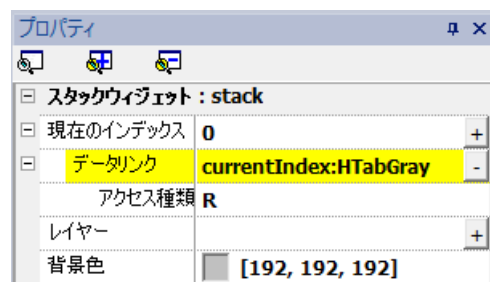 プロパティ
スタックウィジェット : stack
現在のインデックス 0 +
データリンク currentIndex:HTabGray -
アクセス種類 R
レイヤー +
背景色 [192, 192, 192]